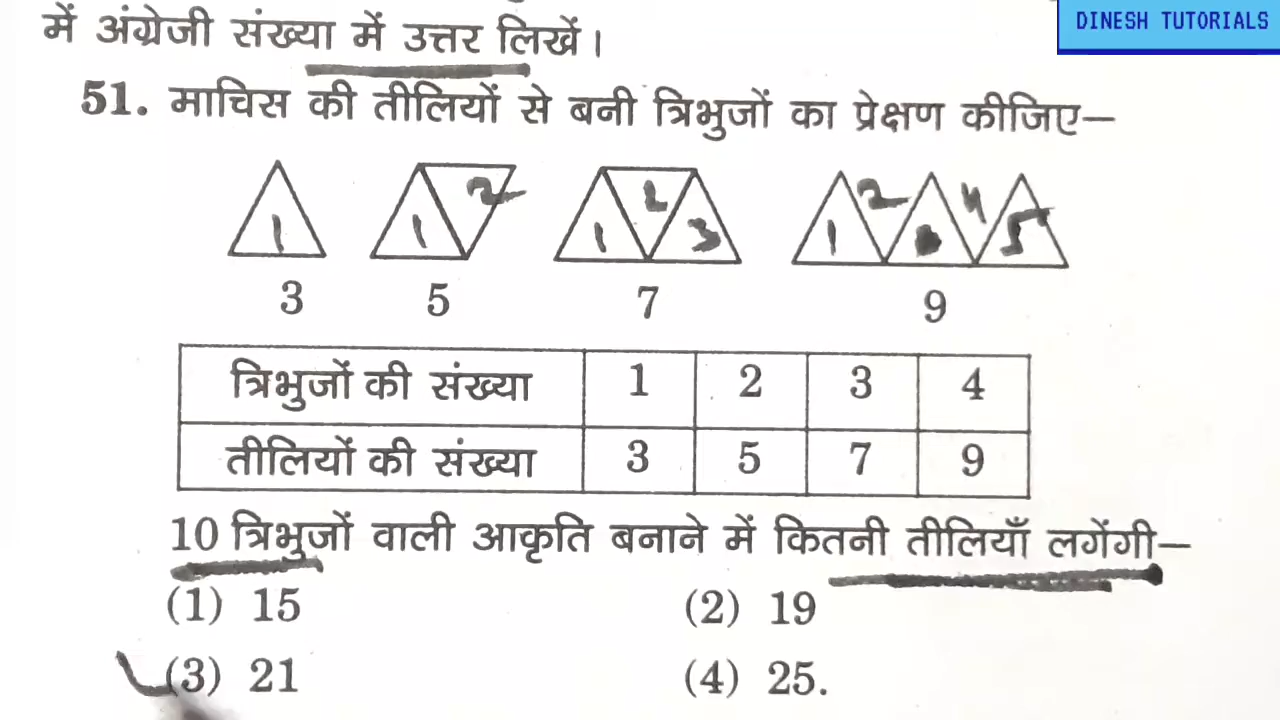 DINESH TUTORIALS
में अंग्रेजी संख्या में उत्तर लिखें।
51. माचिस की तीलियों से बनी त्रिभुजों का प्रेक्षण कीजिए–
1 1 2 1 2 3 1 2 4 5
3 5 7 9
त्रिभुजों की संख्या 1 2 3 4
तीलियों की संख्या 3 5 7 9
10 त्रिभुजों वाली आकृति बनाने में कितनी तीलियाँ लगेंगी–
(1) 15 (2) 19
(3) 21 (4) 25.